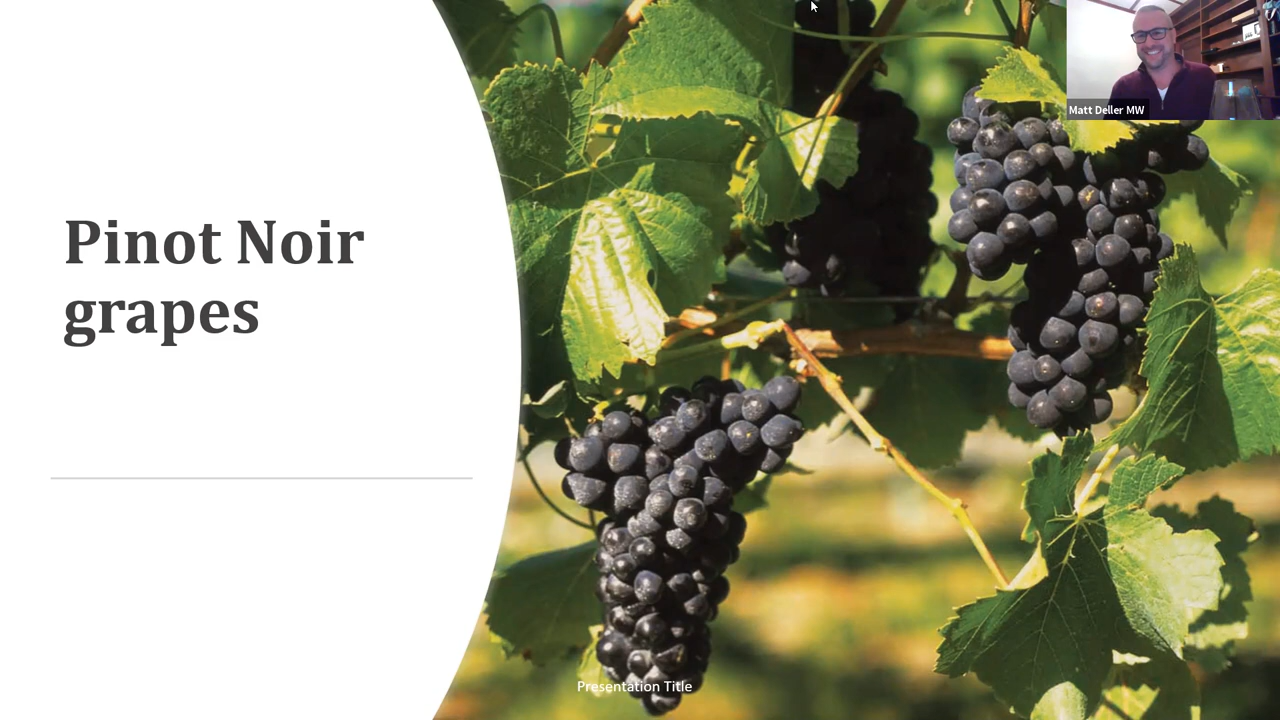 Pinot Noir
grapes
Matt Deller MW
Presentation Title